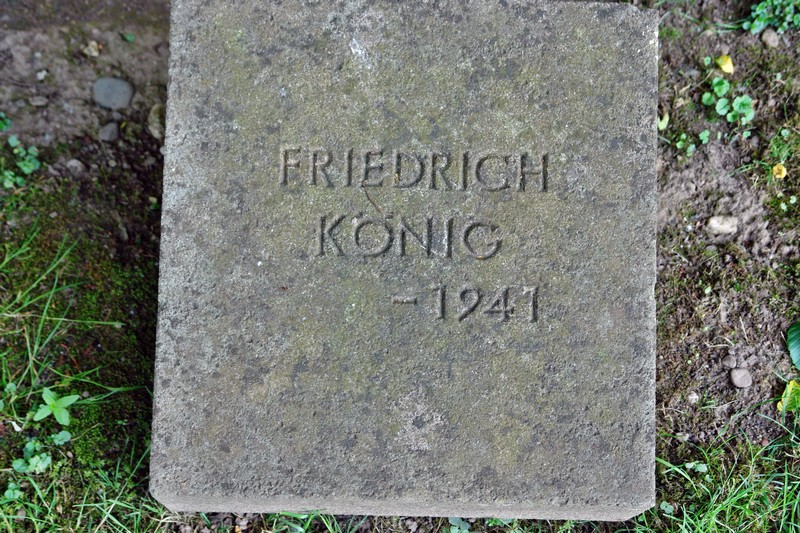 FRIEDRICH
KÖNIG
- 1941